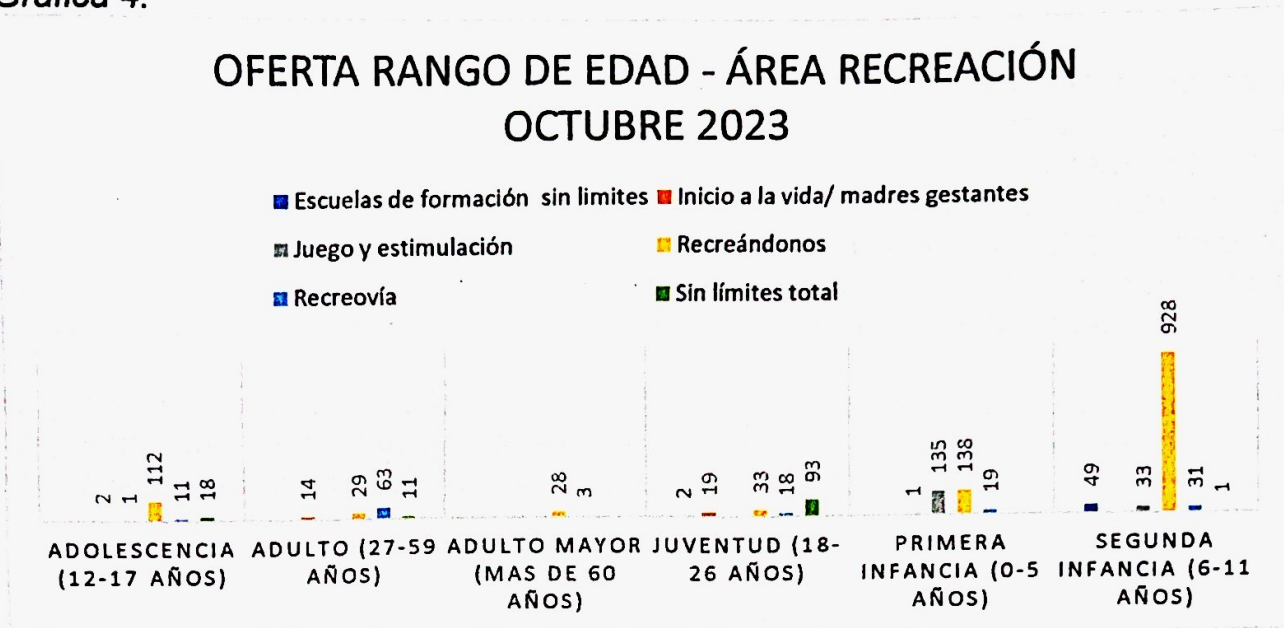 Gráfica 4.
OFERTA RANGO DE EDAD - ÁREA RECREACIÓN
OCTUBRE 2023
Escuelas de formación sin limites Inicio a la vida/ madres gestantes
Juego y estimulación Recreándonos
Recreovía Sin límites total
2 1 112 11 18 14 29 63 11 28 3 2 19 33 18 93 1 135 138 19 49 33 928 31 1
ADOLESCENCIA ADULTO (27-59 ADULTO MAYOR JUVENTUD (18- PRIMERA SEGUNDA
(12-17 AÑOS) AÑOS) (MAS DE 60 26 AÑOS) INFANCIA (0-5 INFANCIA (6-11
AÑOS) AÑOS) AÑOS)